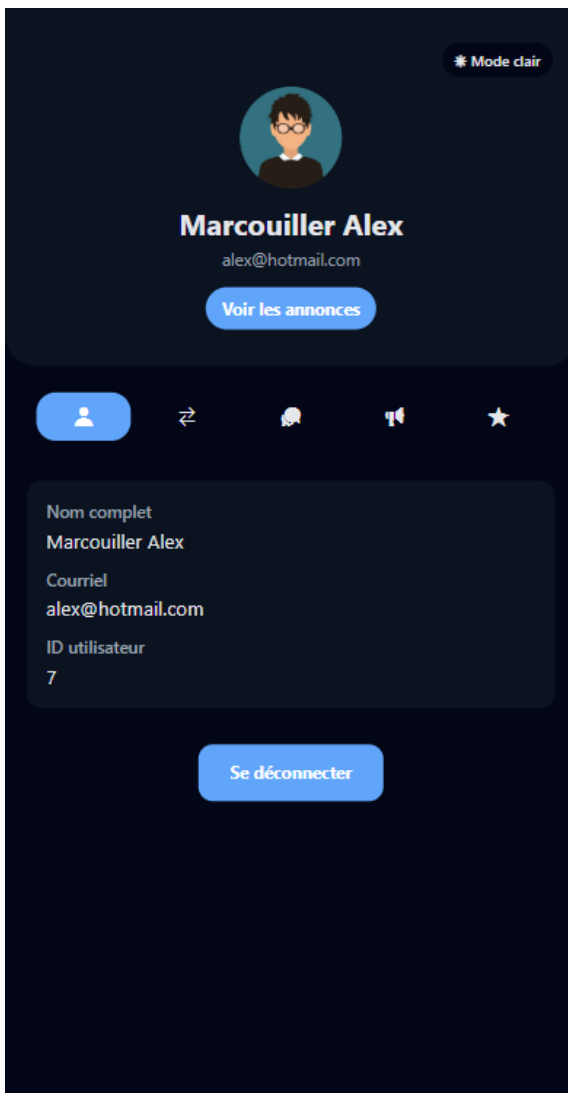 Mode clair
Marcouiller Alex
alex@hotmail.com
Voir les annonces
Nom complet
Marcouiller Alex
Courriel
alex@hotmail.com
ID utilisateur
7
Se déconnecter